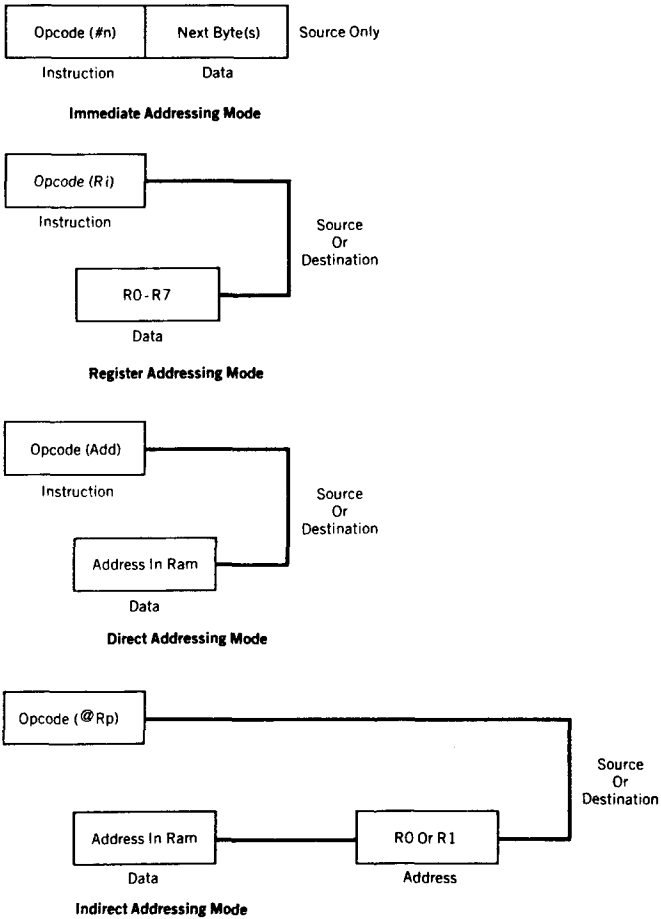 Opcode (#n) Next Byte(s) Source Only
Instruction Data
Immediate Addressing Mode
Opcode (Ri)
Instruction
Source
Or
Destination
R0-R7
Data
Register Addressing Mode
Opcode (Add)
Instruction
Source
Or
Destination
Address In Ram
Data
Direct Addressing Mode
Opcode (@Rp)
Source
Or
Destination
Address In Ram R0 Or R1
Data Address
Indirect Addressing Mode